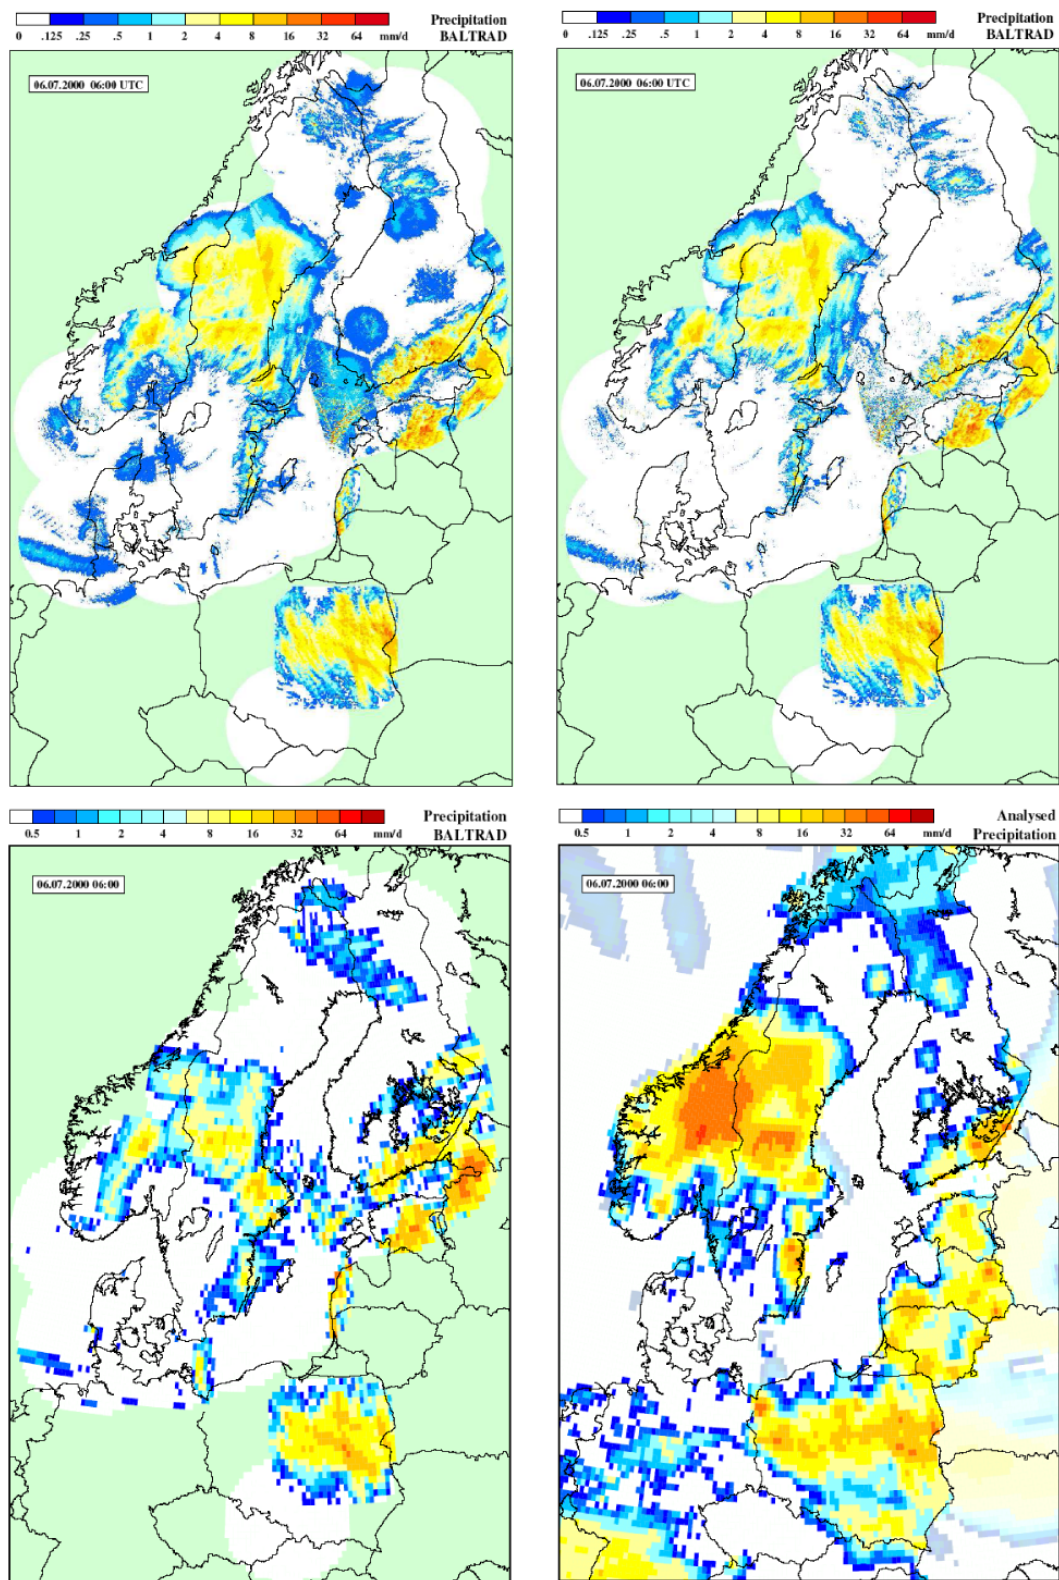 Precipitation
0 .125 .25 .5 1 2 4 8 16 32 64 mm/d BALTRAD
06.07.2000 06:00 UTC
Precipitation
0 .125 .25 .5 1 2 4 8 16 32 64 mm/d BALTRAD
06.07.2000 06:00 UTC
Precipitation
0.5 1 2 4 8 16 32 64 mm/d BALTRAD
06.07.2000 06:00
Analysed
0.5 1 2 4 8 16 32 64 mm/d Precipitation
06.07.2000 06:00